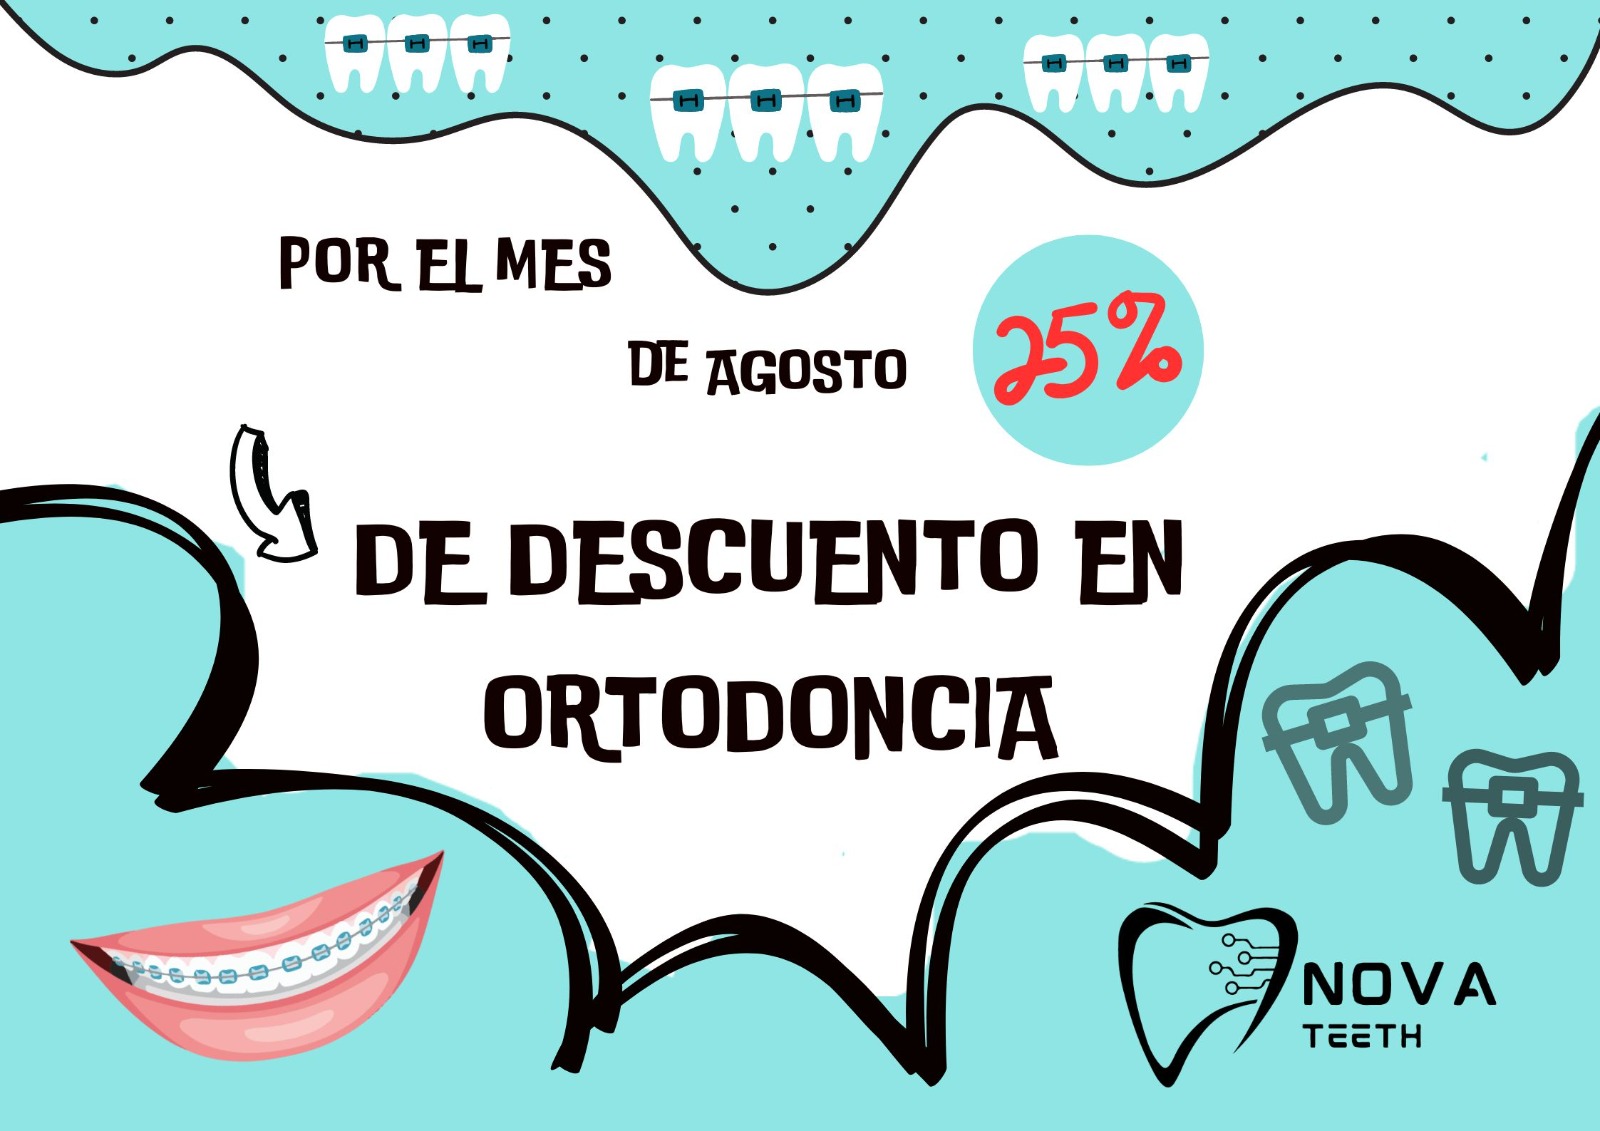 POR EL MES
DE AGOSTO
25%
DE DESCUENTO EN
ORTODONCIA
NOVA
TEETH